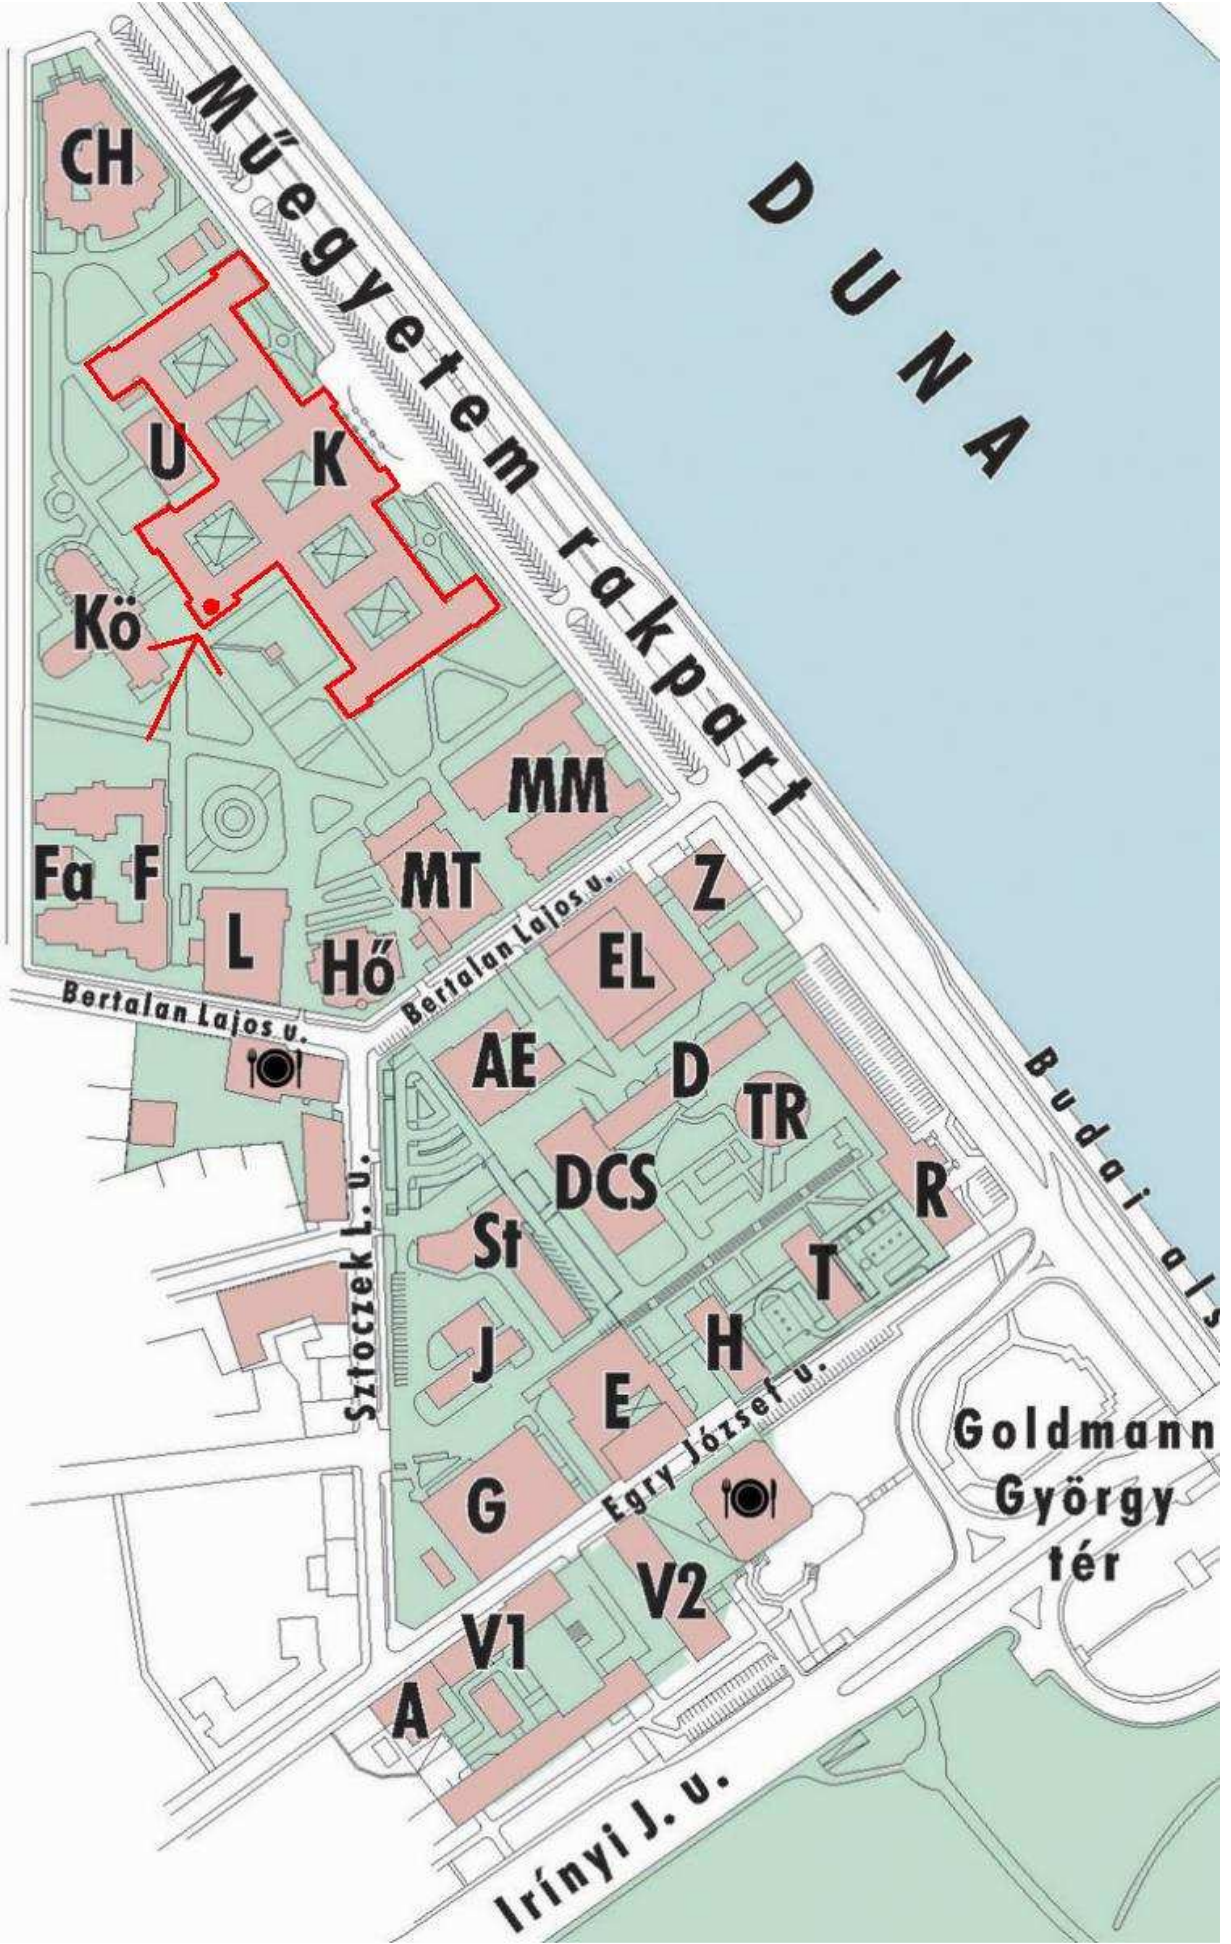 CH
Műegyetem rakpart
DUNA
U
K
Kö
MM
Fa
F
MT
Z
L
Hő
EL
Bertalan Lajos u.
Bertalan Lajos u.
AE
D
TR
DCS
R
Budai als
St
Sztoczek L. u.
T
J
H
E
Goldmann
György
tér
G
Egry József u.
V2
V1
A
Irínyi J. u.